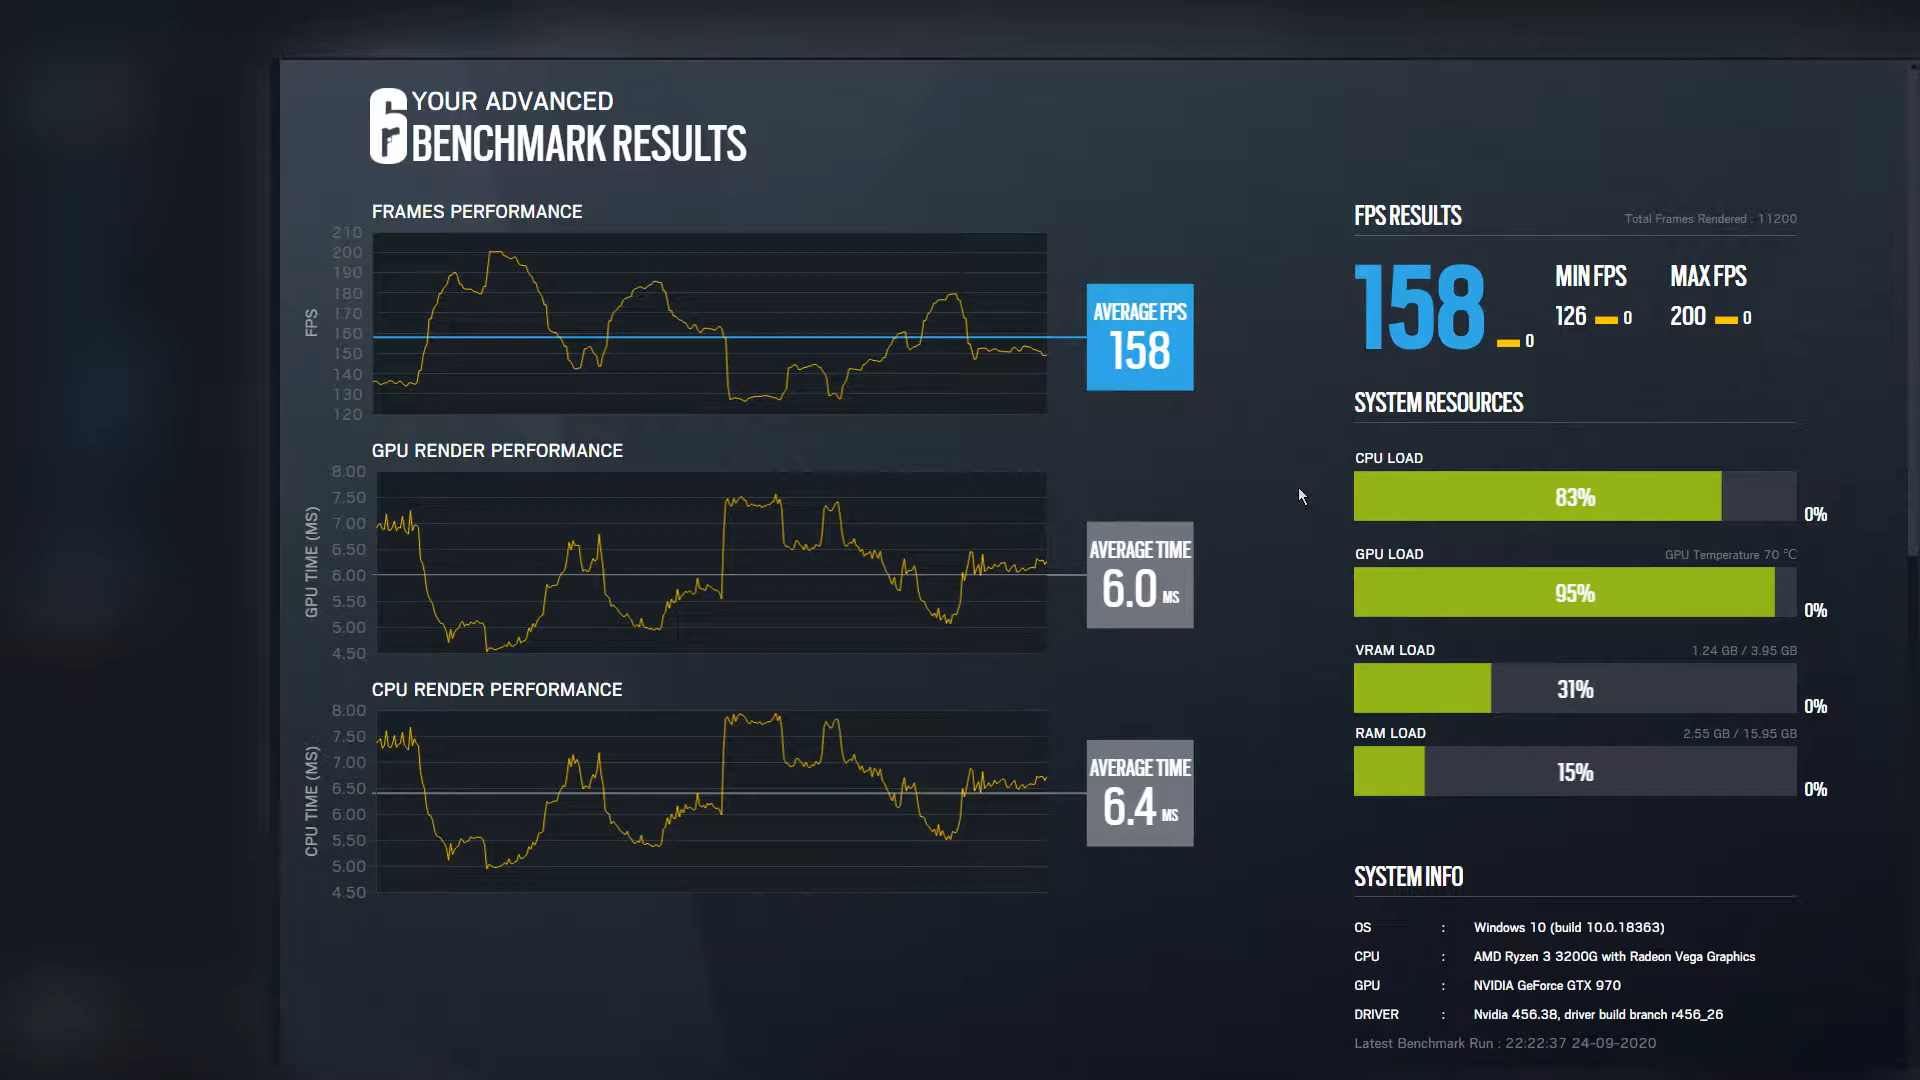 YOUR ADVANCED
BENCHMARK RESULTS
FRAMES PERFORMANCE
210
200
190
180
170
160
150
140
130
120
FPS
AVERAGE FPS
158
GPU RENDER PERFORMANCE
8.00
7.50
7.00
6.50
6.00
5.50
5.00
4.50
GPU TIME (MS)
AVERAGE TIME
6.0 MS
CPU RENDER PERFORMANCE
8.00
7.50
7.00
6.50
6.00
5.50
5.00
4.50
CPU TIME (MS)
AVERAGE TIME
6.4 MS
FPS RESULTS Total Frames Rendered : 11200
158 0
MIN FPS
126 0
MAX FPS
200 0
SYSTEM RESOURCES
CPU LOAD
83%
0%
GPU LOAD GPU Temperature 70 °C
95%
0%
VRAM LOAD 1.24 GB / 3.95 GB
31%
0%
RAM LOAD 2.55 GB / 15.95 GB
15%
0%
SYSTEM INFO
OS : Windows 10 (build 10.0.18363)
CPU : AMD Ryzen 3 3200G with Radeon Vega Graphics
GPU : NVIDIA GeForce GTX 970
DRIVER : Nvidia 456.38, driver build branch r456_26
Latest Benchmark Run : 22:22:37 24-09-2020